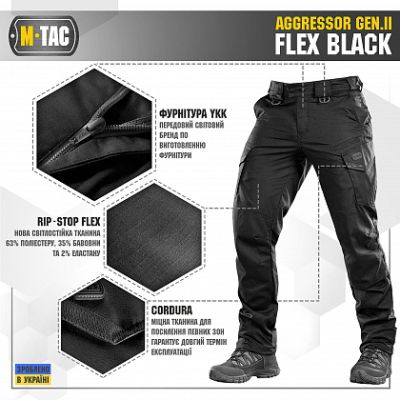 M-TAC
AGGRESSOR GEN.II
FLEX BLACK
ФУРНІТУРА YKK
ПЕРЕДОВИЙ СВІТОВИЙ
БРЕНД ПО
ВИГОТОВЛЕННЮ
ФУРНІТУРИ
RIP-STOP FLEX
НОВА СВІТЛОСТІЙКА ТКАНИНА
63% ПОЛІЕСТЕРУ, 35% БАВОВНИ
ТА 2% ЕЛАСТАНУ
CORDURA
МІЦНА ТКАНИНА ДЛЯ
ПОСИЛЕННЯ ПЕВНИХ ЗОН
ГАРАНТУЄ ДОВГИЙ ТЕРМІН
ЕКСПЛУАТАЦІЇ
ЗРОБЛЕНО
В УКРАЇНІ